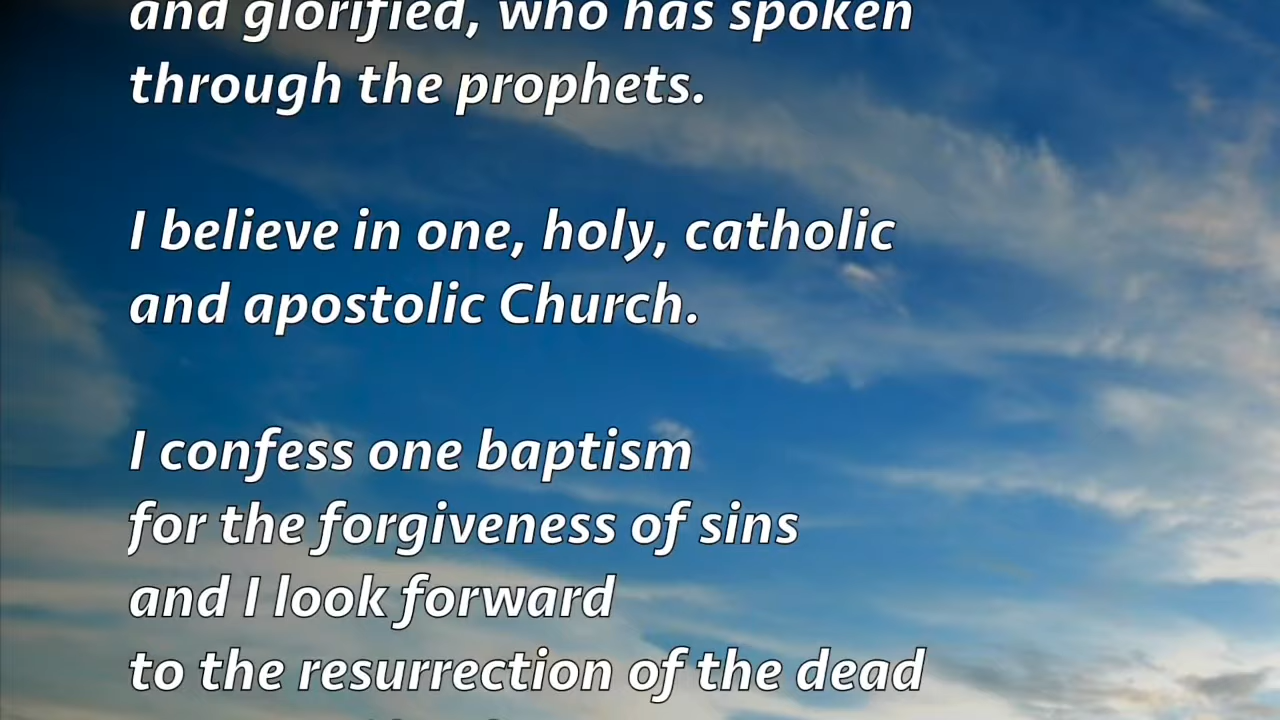 and glorified, who has spoken
through the prophets.
I believe in one, holy, catholic
and apostolic Church.
I confess one baptism
for the forgiveness of sins
and I look forward
to the resurrection of the dead